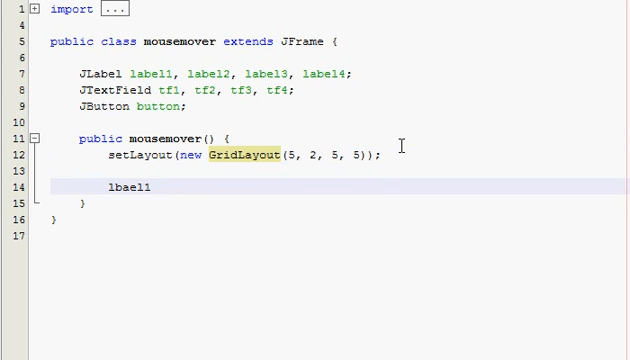 1 import ...
4
5 public class mousemover extends JFrame {
6
7 JLabel label1, label2, label3, label4;
8 JTextField tf1, tf2, tf3, tf4;
9 JButton button;
10
11 public mousemover() {
12 setLayout(new GridLayout(5, 2, 5, 5));
13
14 lbael1
15 }
16 }
17